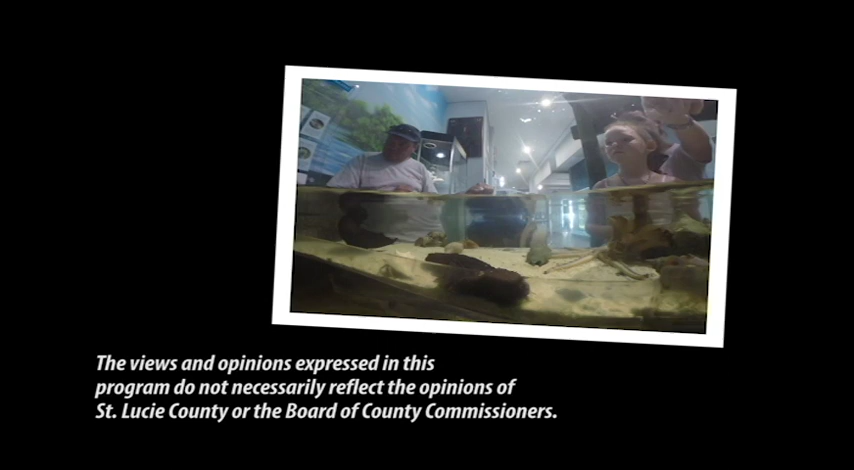 The views and opinions expressed in this
program do not necessarily reflect the opinions of
St. Lucie County or the Board of County Commissioners.